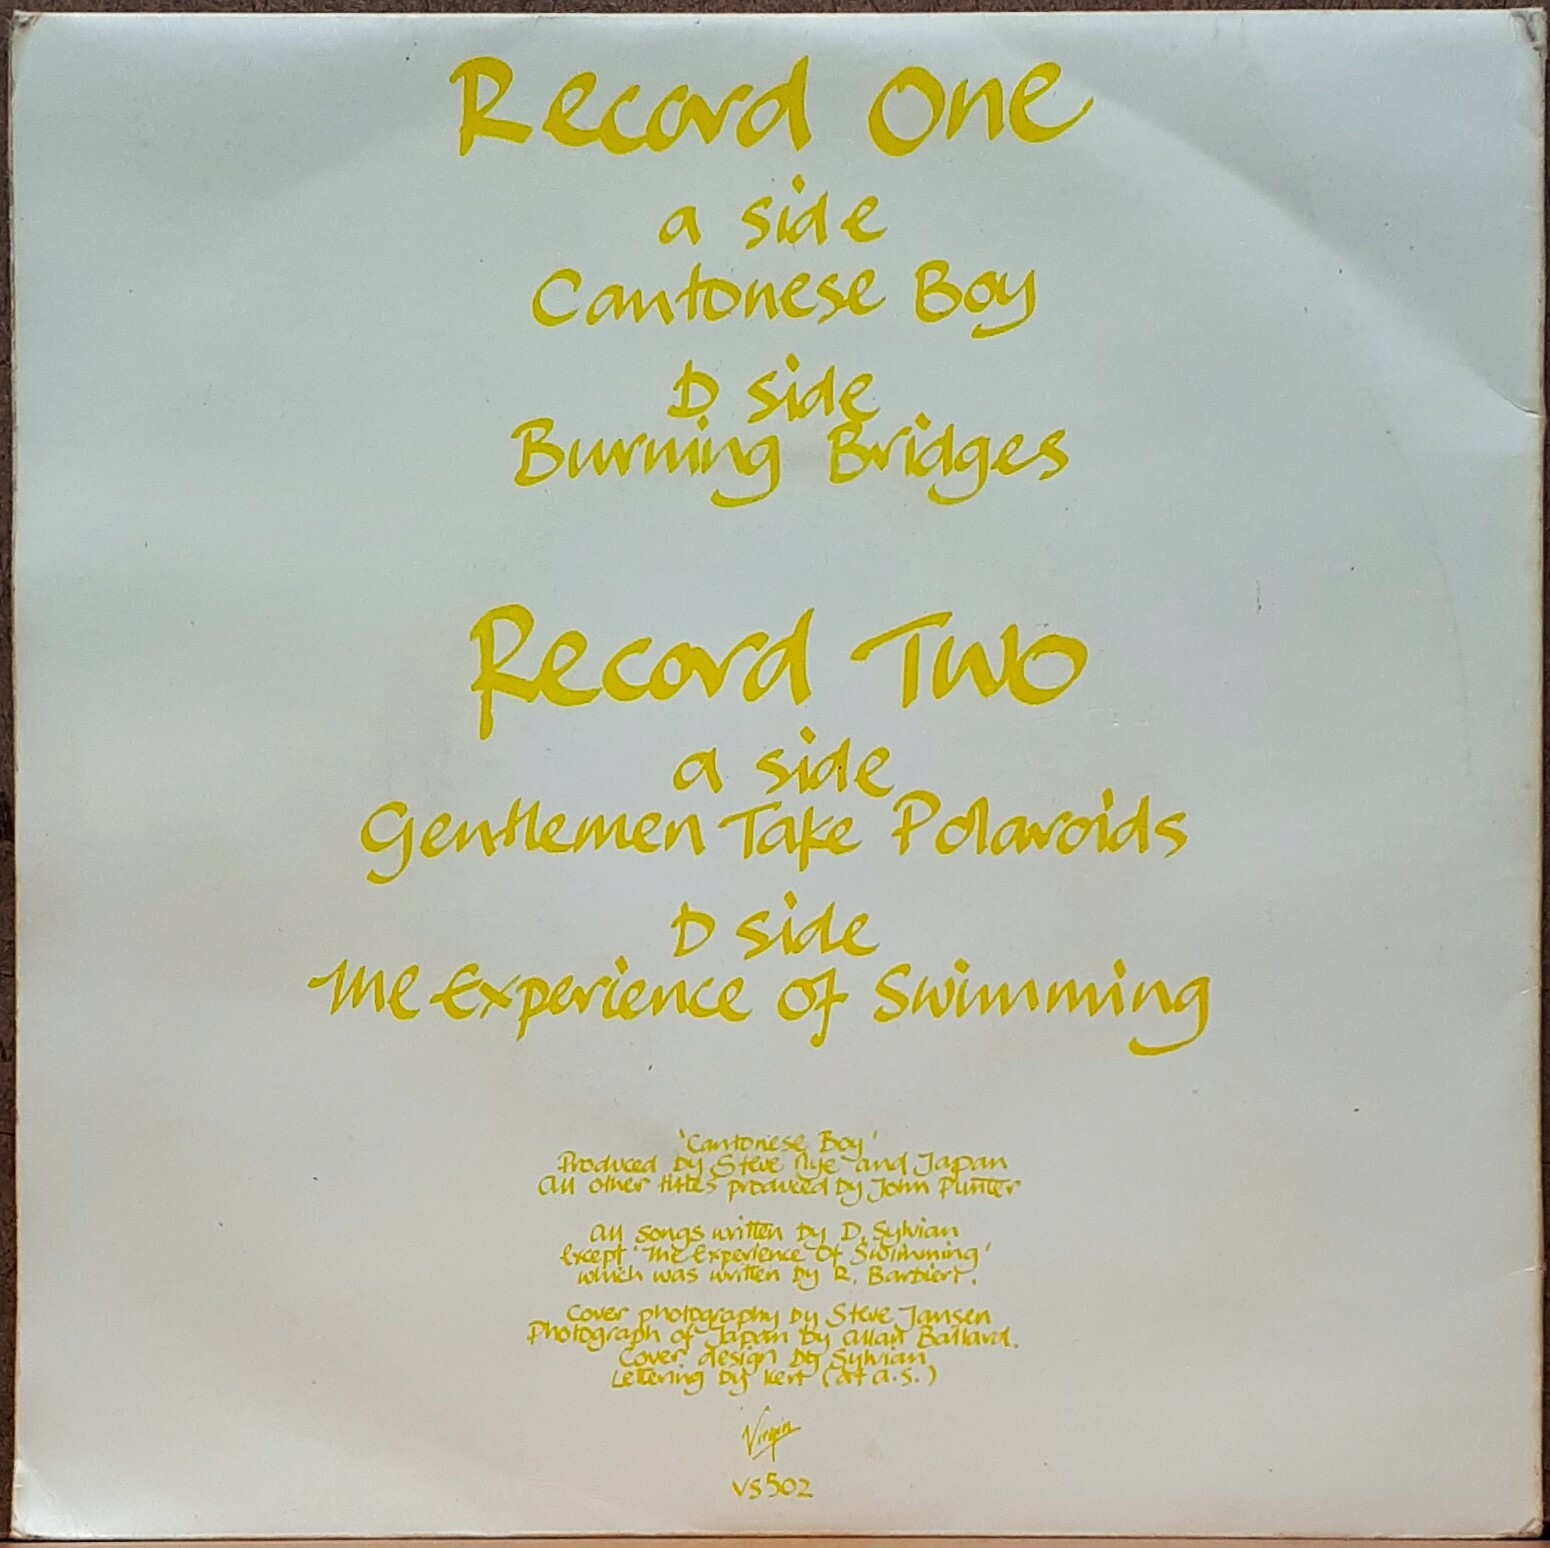 Record One
a side
Cantonese Boy
D side
Burning Bridges
Record Two
a side
Gentlemen Take Polaroids
D side
The Experience of Swimming
'Cantonese Boy'
Produced by Steve Nye and Japan
All other titles produced by John Punter
All songs written by D. Sylvian
Except 'The Experience Of Swimming'
which was written by R. Barbieri.
Cover photography by Steve Jansen
Photograph of Japan by Allan Ballard.
Cover design by Sylvian
Lettering by Kert (at a.s.)
Virgin
VS502